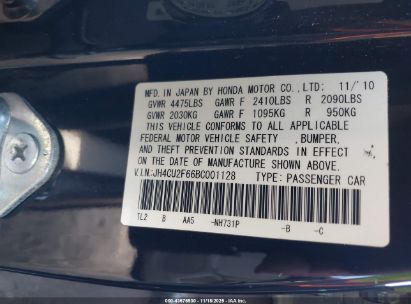 MFD. IN JAPAN BY HONDA MOTOR CO.,LTD: 11/10
GVWR 4475LBS GAWR F 2410LBS R 2090LBS
GVWR 2030KG GAWR F 1095KG R 950KG
THIS VEHICLE CONFORMS TO ALL APPLICABLE
FEDERAL MOTOR VEHICLE SAFETY ,BUMPER,
AND THEFT PREVENTION STANDARDS IN EFFECT
ON THE DATE OF MANUFACTURE SHOWN ABOVE.
V.I.N:JH4CU2F66BC001128 TYPE: PASSENGER CAR
TL2 B AA5 -NH731P -B -C